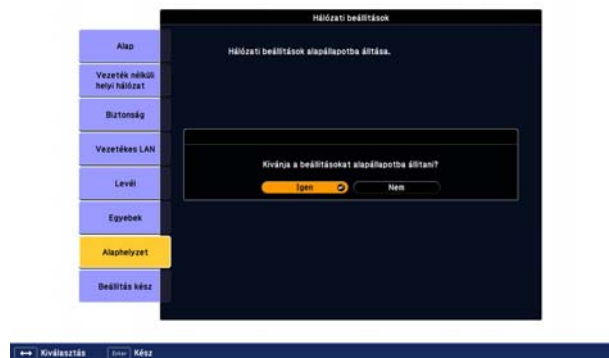 Hálózati beállítások
Alap
Hálózati beállítások alapállapotba állítása.
Vezeték nélküli
helyi hálózat
Biztonság
Vezetékes LAN
Kívánja a beállításokat alapállapotba állítani?
Levél
Igen
Nem
Egyebek
Alaphelyzet
Beállítás kész
Kiválasztás
Enter
Kész